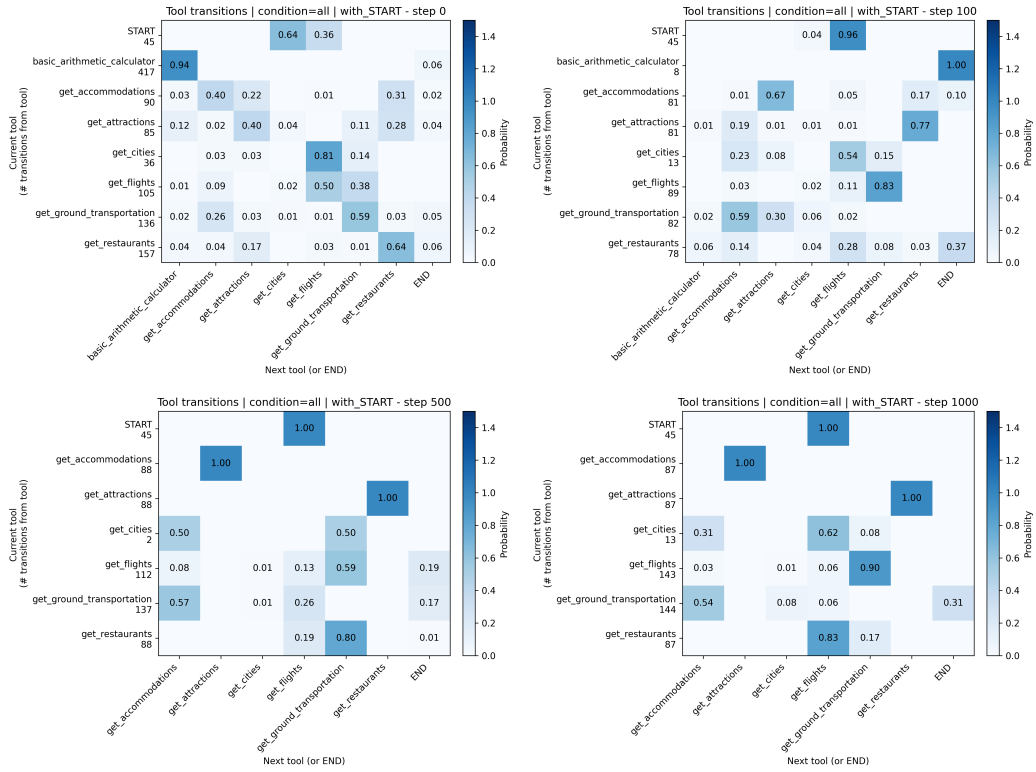 Tool transitions | condition=all | with_START - step 0
Current tool
(# transitions from tool)
START
45
0.64 0.36
basic_arithmetic_calculator
417
0.94 0.06
get_accommodations
90
0.03 0.40 0.22 0.01 0.31 0.02
get_attractions
85
0.12 0.02 0.40 0.04 0.11 0.28 0.04
get_cities
36
0.03 0.03 0.81 0.14
get_flights
105
0.01 0.09 0.02 0.50 0.38
get_ground_transportation
136
0.02 0.26 0.03 0.01 0.01 0.59 0.03 0.05
get_restaurants
157
0.04 0.04 0.17 0.03 0.01 0.64 0.06
basic_arithmetic_calculator
get_accommodations
get_attractions
get_cities
get_flights
get_ground_transportation
get_restaurants
END
Next tool (or END)
1.4
1.2
1.0
0.8
0.6
0.4
0.2
0.0
Probability
Tool transitions | condition=all | with_START - step 100
Current tool
(# transitions from tool)
START
45
0.04 0.96
basic_arithmetic_calculator
8
1.00
get_accommodations
81
0.01 0.67 0.05 0.17 0.10
get_attractions
81
0.01 0.19 0.01 0.01 0.01 0.77
get_cities
13
0.23 0.08 0.54 0.15
get_flights
89
0.03 0.02 0.11 0.83
get_ground_transportation
82
0.02 0.59 0.30 0.06 0.02
get_restaurants
78
0.06 0.14 0.04 0.28 0.08 0.03 0.37
basic_arithmetic_calculator
get_accommodations
get_attractions
get_cities
get_flights
get_ground_transportation
get_restaurants
END
Next tool (or END)
1.4
1.2
1.0
0.8
0.6
0.4
0.2
0.0
Probability
Tool transitions | condition=all | with_START - step 500
Current tool
(# transitions from tool)
START
45
1.00
get_accommodations
88
1.00
get_attractions
88
1.00
get_cities
2
0.50 0.50
get_flights
112
0.08 0.01 0.13 0.59 0.19
get_ground_transportation
137
0.57 0.01 0.26 0.17
get_restaurants
88
0.19 0.80 0.01
get_accommodations
get_attractions
get_cities
get_flights
get_ground_transportation
get_restaurants
END
Next tool (or END)
1.4
1.2
1.0
0.8
0.6
0.4
0.2
0.0
Probability
Tool transitions | condition=all | with_START - step 1000
Current tool
(# transitions from tool)
START
45
1.00
get_accommodations
87
1.00
get_attractions
87
1.00
get_cities
13
0.31 0.62 0.08
get_flights
143
0.03 0.01 0.06 0.90
get_ground_transportation
144
0.54 0.08 0.06 0.31
get_restaurants
87
0.83 0.17
get_accommodations
get_attractions
get_cities
get_flights
get_ground_transportation
get_restaurants
END
Next tool (or END)
1.4
1.2
1.0
0.8
0.6
0.4
0.2
0.0
Probability